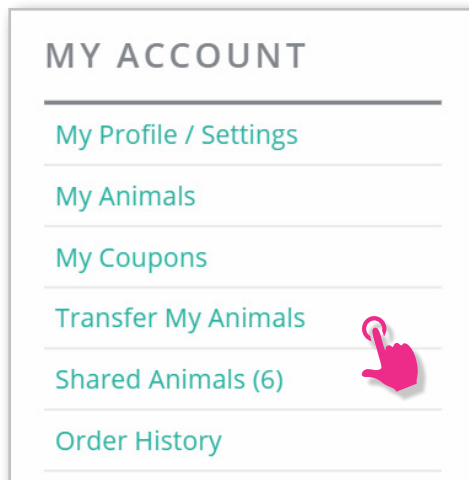 MY ACCOUNT
My Profile / Settings
My Animals
My Coupons
Transfer My Animals
Shared Animals (6)
Order History